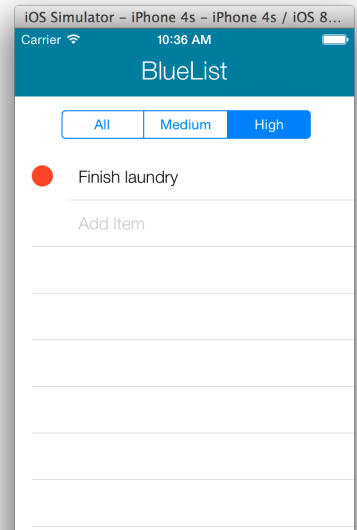 iOS Simulator – iPhone 4s – iPhone 4s / iOS 8...
Carrier 10:36 AM
BlueList
All Medium High
Finish laundry
Add Item